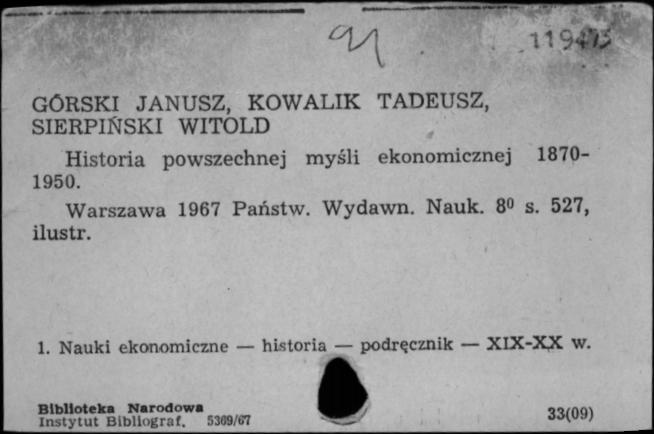 119475
GÓRSKI JANUSZ, KOWALIK TADEUSZ,
SIERPIŃSKI WITOLD
Historia powszechnej myśli ekonomicznej 1870-
1950.
Warszawa 1967 Państw. Wydawn. Nauk. 8⁰ s. 527,
ilustr.
1. Nauki ekonomiczne — historia — podręcznik — XIX-XX w.
Biblioteka Narodowa
Instytut Bibliograf. 5369/67
33(09)